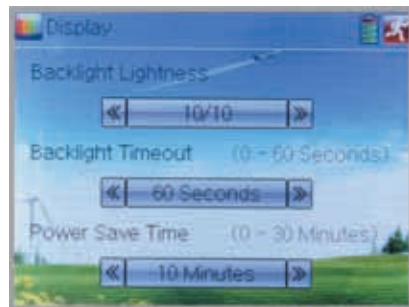 Display
Backlight Lightness
« 10/10 »
Backlight Timeout (0 - 60 Seconds)
« 60 Seconds »
Power Save Time (0 - 30 Minutes)
« 10 Minutes »